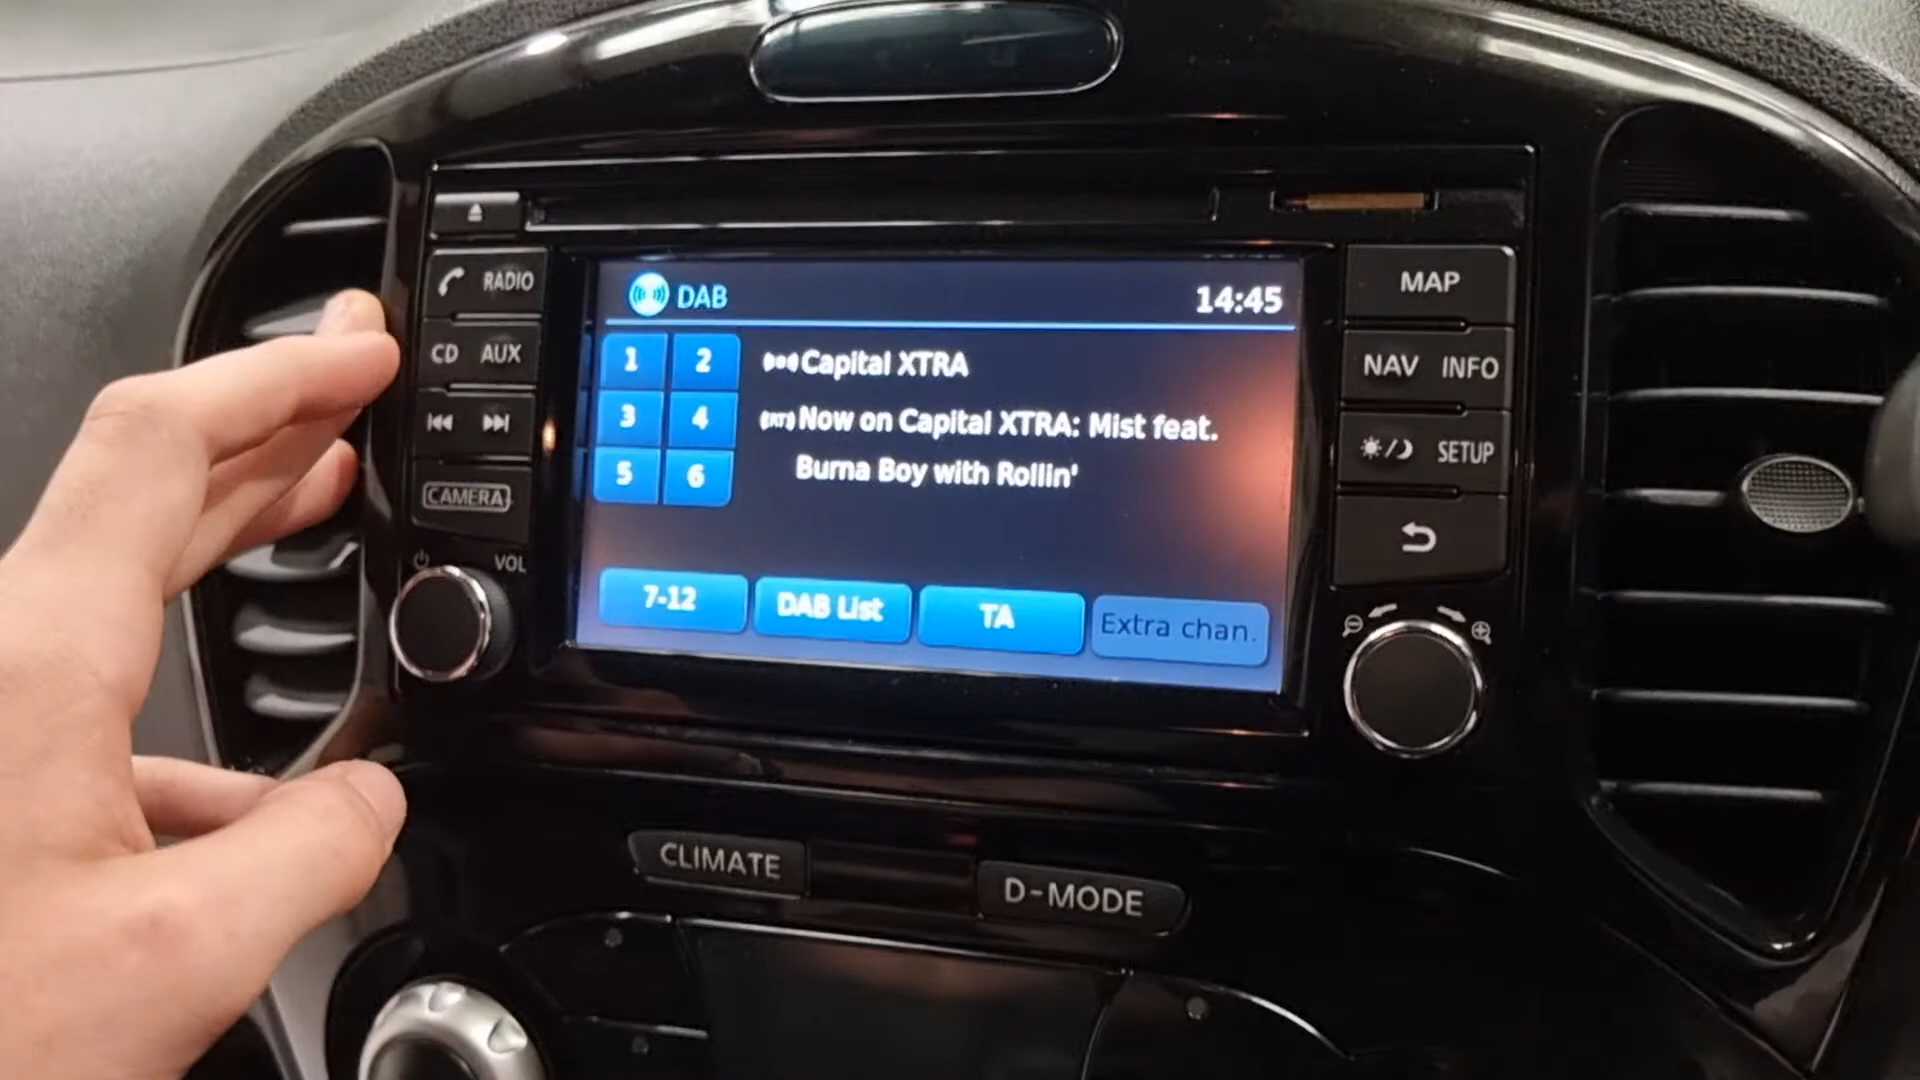 RADIO
CD AUX
CAMERA
VOL
DAB
14:45
1 2
3 4
5 6
Capital XTRA
(RT) Now on Capital XTRA: Mist feat.
Burna Boy with Rollin'
7-12
DAB List
TA
Extra chan.
MAP
NAV INFO
/ SETUP
CLIMATE
D-MODE